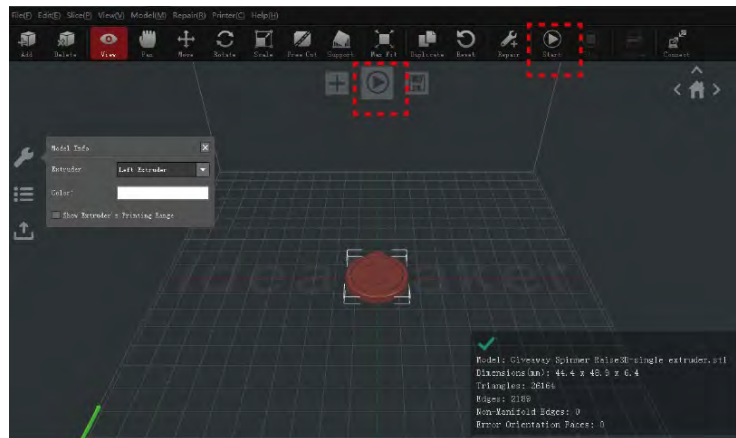 File(F) Edit(E) Slice(P) View(V) Model(M) Repair(R) Printer(C) Help(H)
Add Delete View Pan Move Rotate Scale Free Cut Support Max Fit Duplicate Reset Repair Start Connect
Model Info
Extruder: Left Extruder
Color:
Show Extruder's Printing Range
ideaMaker
Model: Giveaway Spinner Raise3D-single extruder.stl
Dimensions(mm): 44.4 x 48.9 x 6.4
Triangles: 26164
Edges: 2189
Non-Manifold Edges: 0
Error Orientation Faces: 0